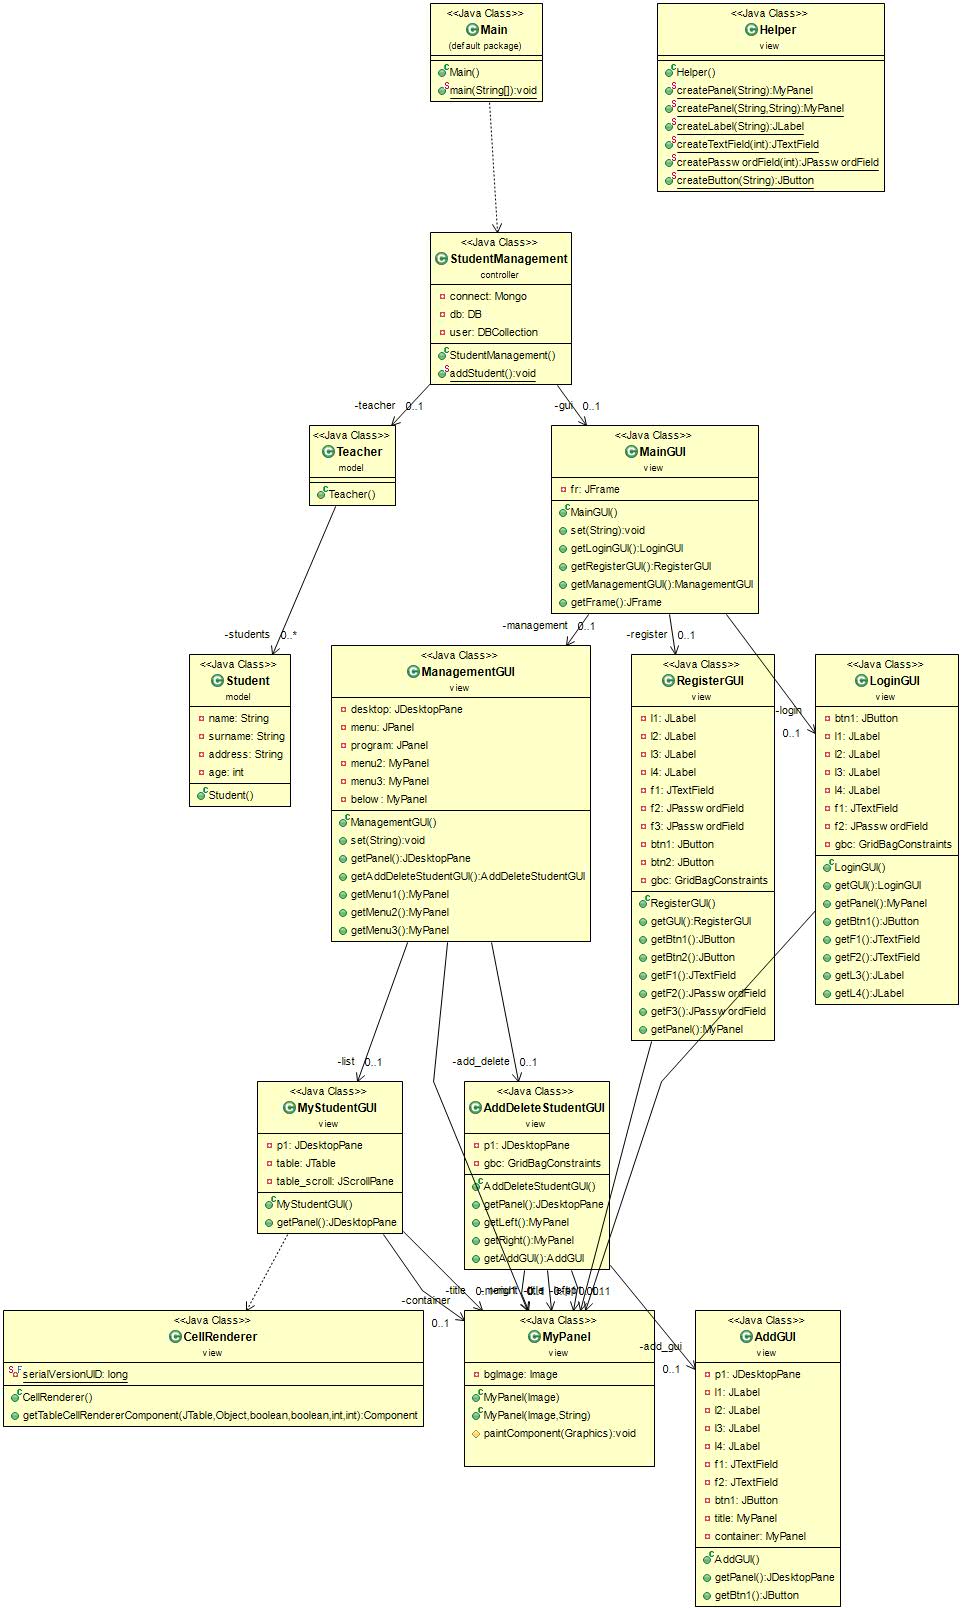 <<Java Class>>
Main
(default package)
Main()
main(String[]):void
<<Java Class>>
Helper
view
Helper()
createPanel(String):MyPanel
createPanel(String,String):MyPanel
createLabel(String):JLabel
createTextField(int):JTextField
createPasswordField(int):JPasswordField
createButton(String):JButton
<<Java Class>>
StudentManagement
controller
connect: Mongo
db: DB
user: DBCollection
StudentManagement()
addStudent():void
-teacher 0..1
-gui 0..1
<<Java Class>>
Teacher
model
Teacher()
<<Java Class>>
MainGUI
view
fr: JFrame
MainGUI()
set(String):void
getLoginGUI():LoginGUI
getRegisterGUI():RegisterGUI
getManagementGUI():ManagementGUI
getFrame():JFrame
-students 0..*
-management 0..1
-register 0..1
-login
0..1
<<Java Class>>
Student
model
name: String
surname: String
address: String
age: int
Student()
<<Java Class>>
ManagementGUI
view
desktop: JDesktopPane
menu: JPanel
program: JPanel
menu2: MyPanel
menu3: MyPanel
below: MyPanel
ManagementGUI()
set(String):void
getPanel():JDesktopPane
getAddDeleteStudentGUI():AddDeleteStudentGUI
getMenu1():MyPanel
getMenu2():MyPanel
getMenu3():MyPanel
<<Java Class>>
RegisterGUI
view
l1: JLabel
l2: JLabel
l3: JLabel
l4: JLabel
f1: JTextField
f2: JPasswordField
f3: JPasswordField
btn1: JButton
btn2: JButton
gbc: GridBagConstraints
RegisterGUI()
getGUI():RegisterGUI
getBtn1():JButton
getBtn2():JButton
getF1():JTextField
getF2():JPasswordField
getF3():JPasswordField
getPanel():MyPanel
<<Java Class>>
LoginGUI
view
btn1: JButton
l1: JLabel
l2: JLabel
l3: JLabel
l4: JLabel
f1: JTextField
f2: JPasswordField
gbc: GridBagConstraints
LoginGUI()
getGUI():LoginGUI
getPanel():MyPanel
getBtn1():JButton
getF1():JTextField
getF2():JTextField
getL3():JLabel
getL4():JLabel
-list 0..1
-add_delete 0..1
<<Java Class>>
MyStudentGUI
view
p1: JDesktopPane
table: JTable
table_scroll: JScrollPane
MyStudentGUI()
getPanel():JDesktopPane
<<Java Class>>
AddDeleteStudentGUI
view
p1: JDesktopPane
gbc: GridBagConstraints
AddDeleteStudentGUI()
getPanel():JDesktopPane
getLeft():MyPanel
getRight():MyPanel
getAddGUI():AddGUI
-title
-container
0..1
-title
-add_gui
0..1
<<Java Class>>
CellRenderer
view
S F serialVersionUID: long
CellRenderer()
getTableCellRendererComponent(JTable,Object,boolean,boolean,int,int):Component
<<Java Class>>
MyPanel
view
bgImage: Image
MyPanel(Image)
MyPanel(Image,String)
paintComponent(Graphics):void
<<Java Class>>
AddGUI
view
p1: JDesktopPane
l1: JLabel
l2: JLabel
l3: JLabel
l4: JLabel
f1: JTextField
f2: JTextField
btn1: JButton
title: MyPanel
container: MyPanel
AddGUI()
getPanel():JDesktopPane
getBtn1():JButton